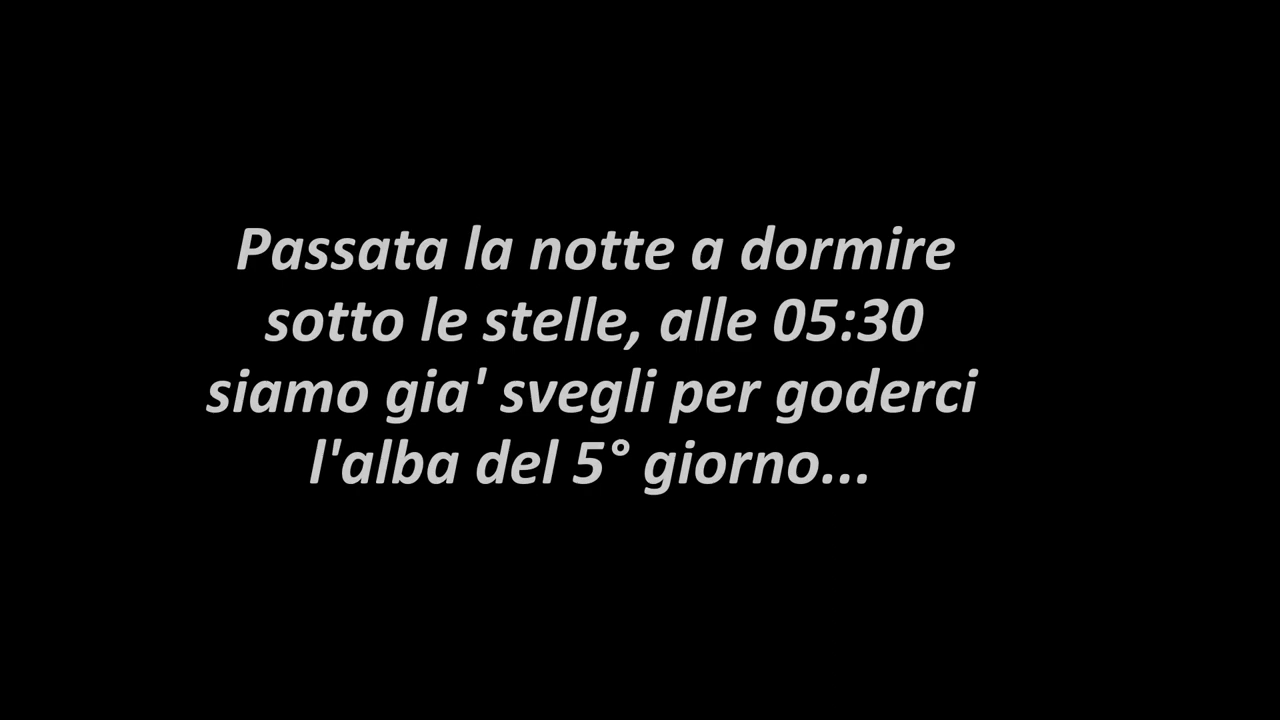 Passata la notte a dormire
sotto le stelle, alle 05:30
siamo gia' svegli per goderci
l'alba del 5° giorno...